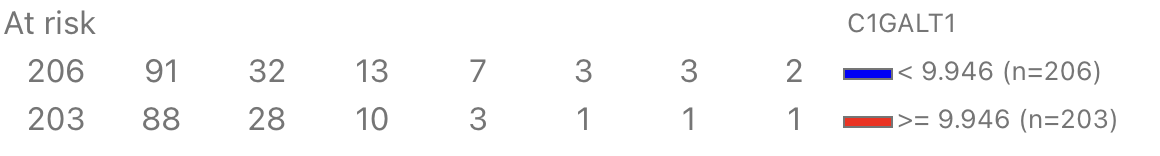 At risk C1GALT1
206 91 32 13 7 3 3 2 < 9.946 (n=206)
203 88 28 10 3 1 1 1 >= 9.946 (n=203)